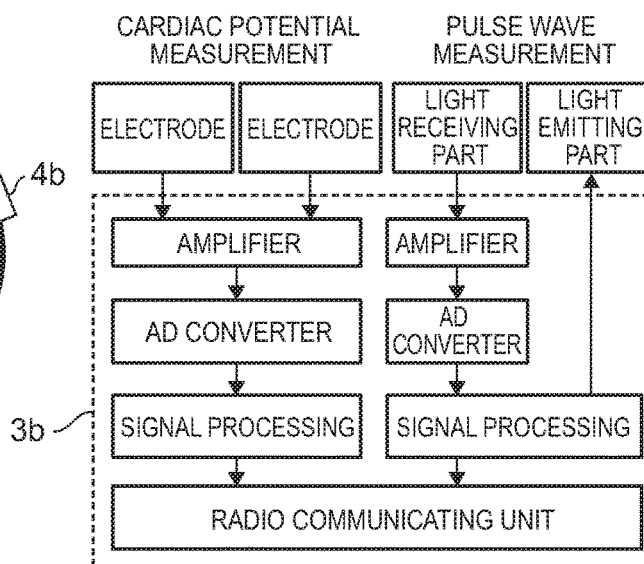 CARDIAC POTENTIAL
MEASUREMENT
PULSE WAVE
MEASUREMENT
ELECTRODE
ELECTRODE
LIGHT
RECEIVING
PART
LIGHT
EMITTING
PART
4b
AMPLIFIER
AMPLIFIER
AD CONVERTER
AD
CONVERTER
3b
SIGNAL PROCESSING
SIGNAL PROCESSING
RADIO COMMUNICATING UNIT